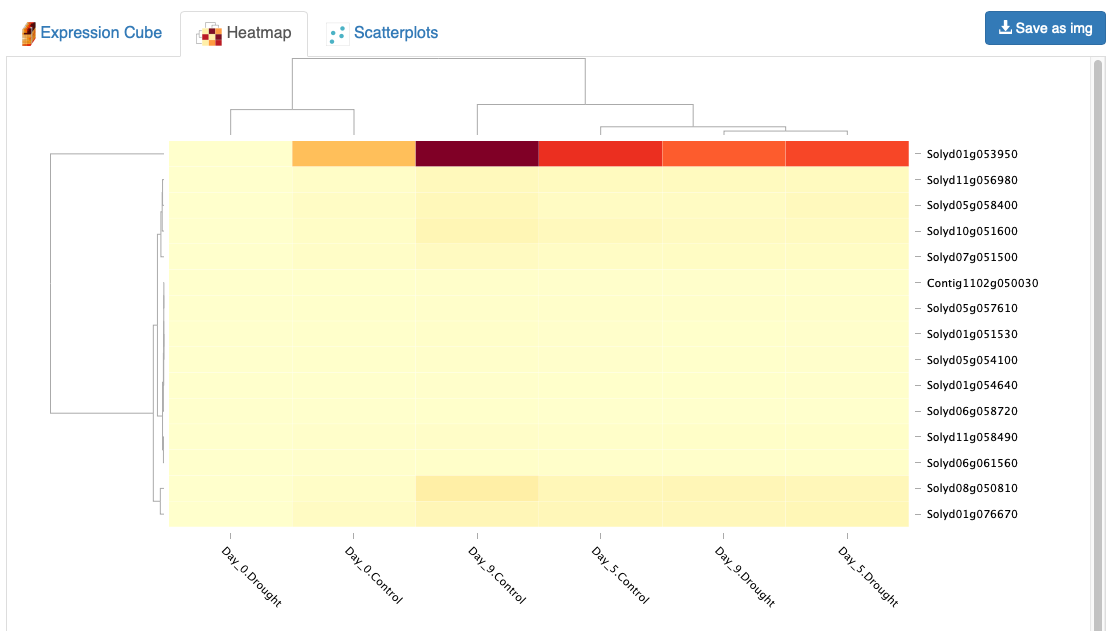 Expression Cube
Heatmap
Scatterplots
Save as img
Solyd01g053950
Solyd11g056980
Solyd05g058400
Solyd10g051600
Solyd07g051500
Contig1102g050030
Solyd05g057610
Solyd01g051530
Solyd05g054100
Solyd01g054640
Solyd06g058720
Solyd11g058490
Solyd06g061560
Solyd08g050810
Solyd01g076670
Day_0.Drought
Day_0.Control
Day_9.Control
Day_5.Control
Day_9.Drought
Day_5.Drought